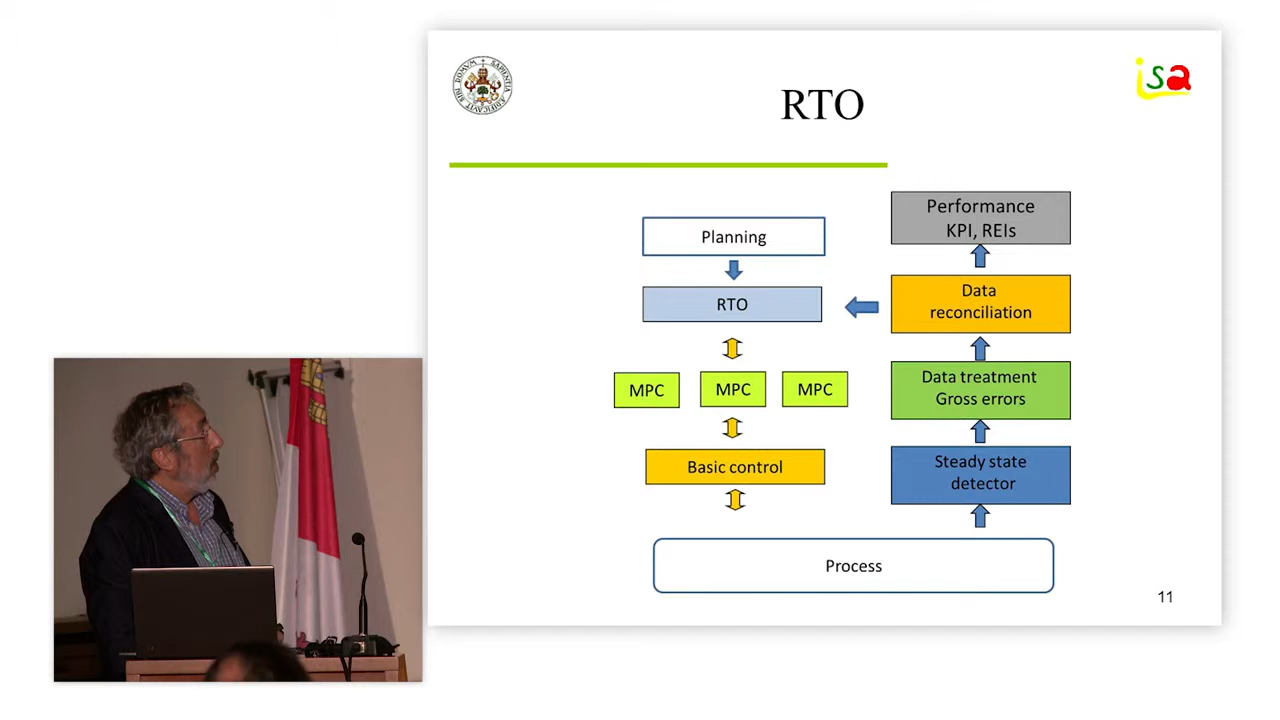 isa
RTO
Planning
RTO
MPC
MPC
MPC
Basic control
Performance
KPI, REIs
Data
reconciliation
Data treatment
Gross errors
Steady state
detector
Process
11